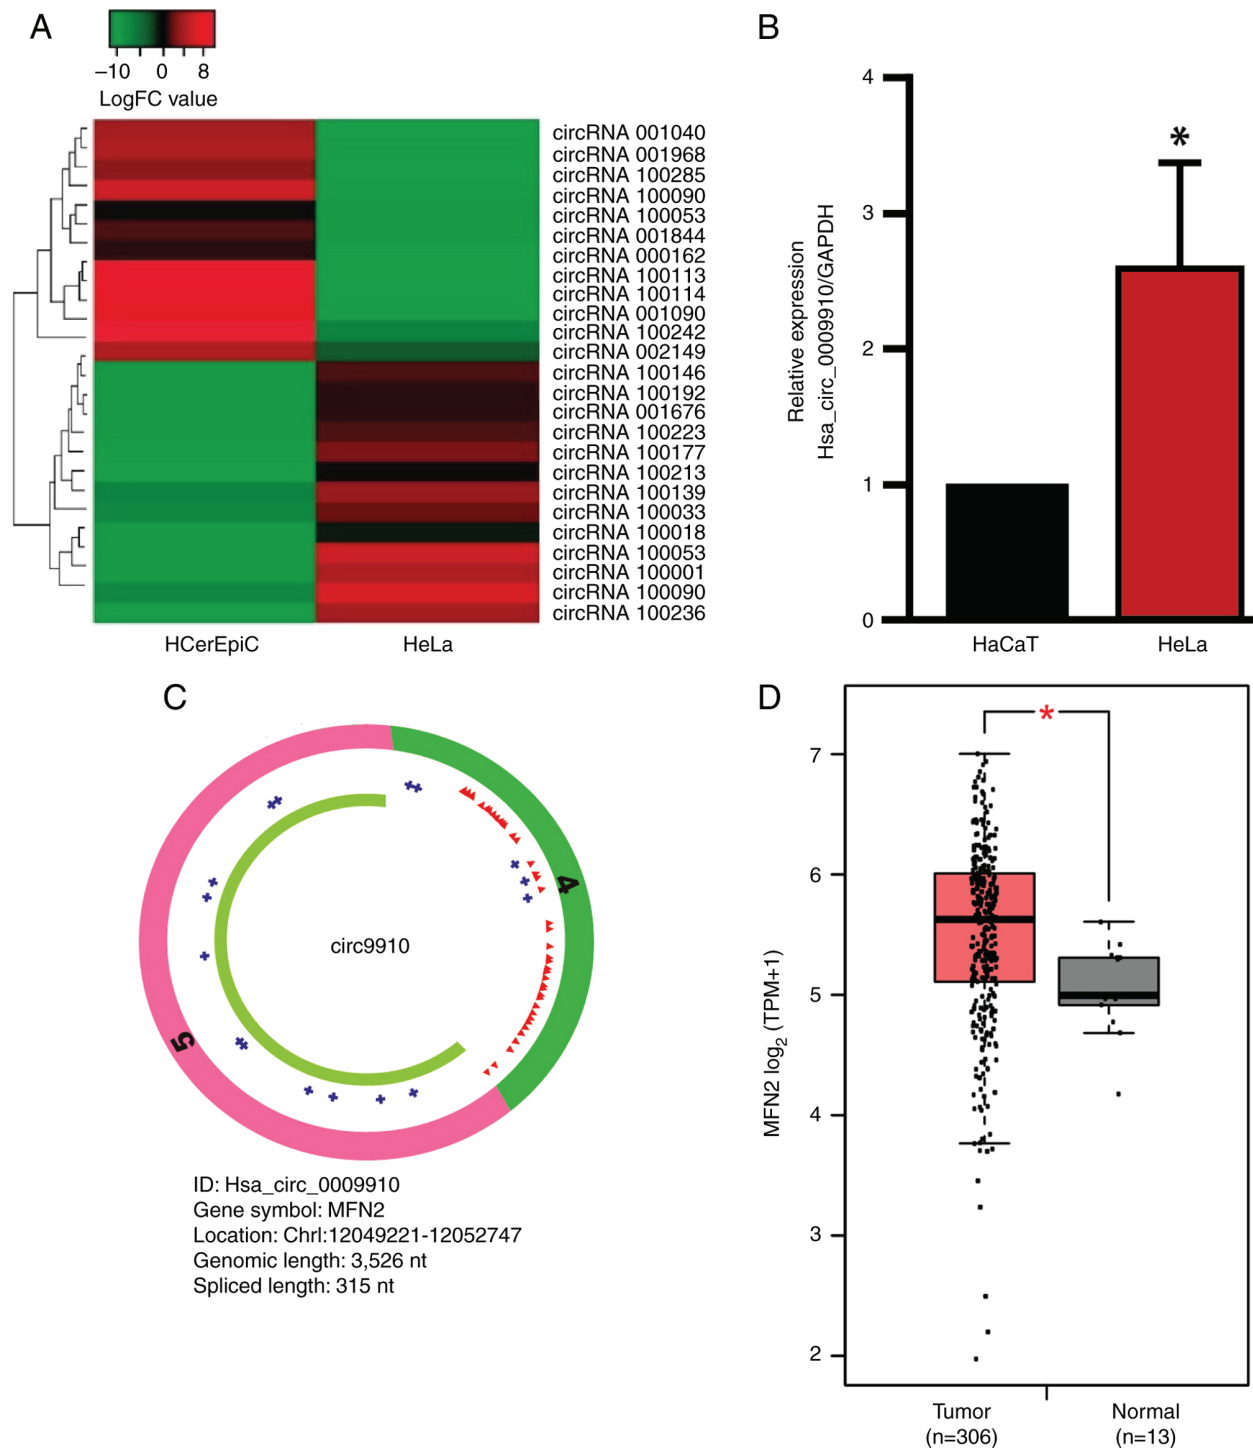 A
−10 0 8
LogFC value
circRNA 001040
circRNA 001968
circRNA 100285
circRNA 100090
circRNA 100053
circRNA 001844
circRNA 000162
circRNA 100113
circRNA 100114
circRNA 001090
circRNA 100242
circRNA 002149
circRNA 100146
circRNA 100192
circRNA 001676
circRNA 100223
circRNA 100177
circRNA 100213
circRNA 100139
circRNA 100033
circRNA 100018
circRNA 100053
circRNA 100001
circRNA 100090
circRNA 100236
HCerEpiC HeLa
B
Relative expression
Hsa_circ_0009910/GAPDH
4
3
2
1
0
*
HaCaT HeLa
C
4
5
circ9910
ID: Hsa_circ_0009910
Gene symbol: MFN2
Location: Chrl:12049221-12052747
Genomic length: 3,526 nt
Spliced length: 315 nt
D
MFN2 log2 (TPM+1)
7
6
5
4
3
2
*
Tumor Normal
(n=306) (n=13)